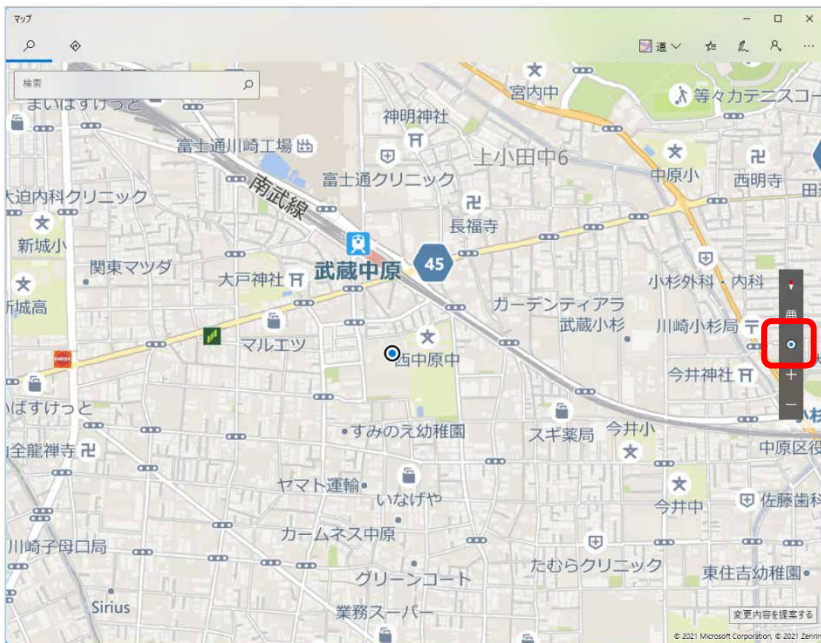 マップ
道
検索
まいばすけっと
宮内中
等々力テニスコー
神明神社
富士通川崎工場
上小田中6
富士通クリニック
中原小
西明寺
大迫内科クリニック
南武線
長福寺
新城小
関東マツダ
武蔵中原
45
大戸神社
小杉外科・内科
新城高
ガーデンティアラ
武蔵小杉
川崎小杉局
マルエツ
西中原中
ENEOS
今井神社
いばすけっと
すみのえ幼稚園
スギ薬局
今井小
中原区役
全龍禅寺
ヤマト運輸
いなげや
今井中
佐藤歯科
カームネス中原
川崎子母口局
たむらクリニック
グリーンコート
東住吉幼稚園
Sirius
業務スーパー
変更内容を提案する
© 2021 Microsoft Corporation, © 2021 Zenrin